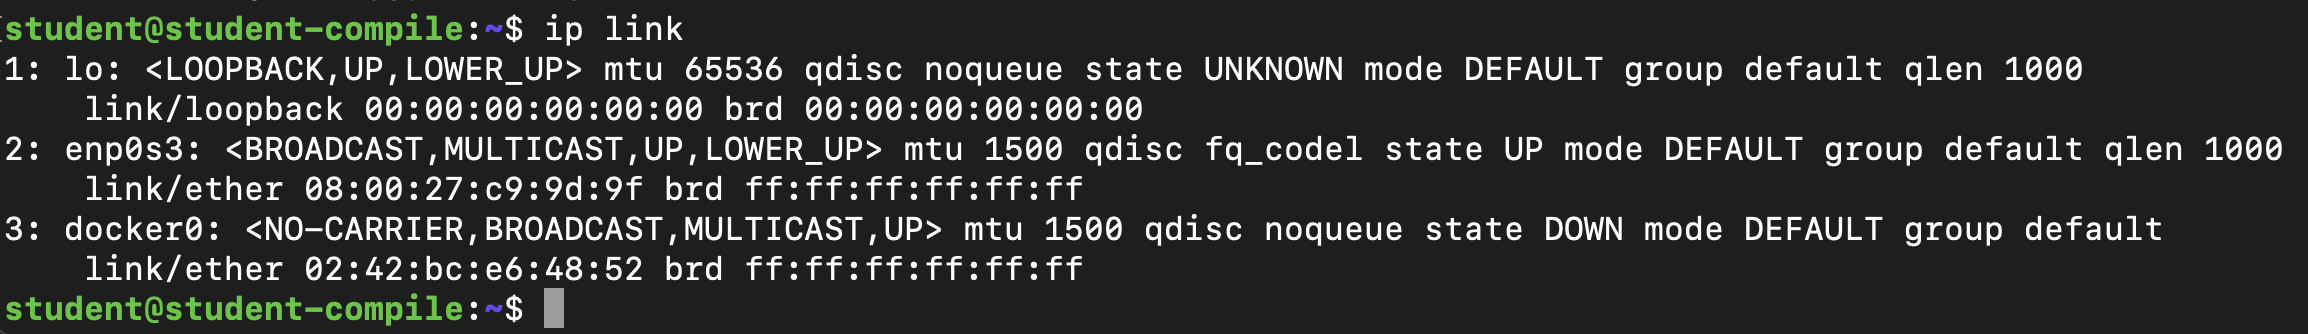 student@student-compile:~$ ip link
1: lo: <LOOPBACK,UP,LOWER_UP> mtu 65536 qdisc noqueue state UNKNOWN mode DEFAULT group default qlen 1000
    link/loopback 00:00:00:00:00:00 brd 00:00:00:00:00:00
2: enp0s3: <BROADCAST,MULTICAST,UP,LOWER_UP> mtu 1500 qdisc fq_codel state UP mode DEFAULT group default qlen 1000
    link/ether 08:00:27:c9:9d:9f brd ff:ff:ff:ff:ff:ff
3: docker0: <NO-CARRIER,BROADCAST,MULTICAST,UP> mtu 1500 qdisc noqueue state DOWN mode DEFAULT group default
    link/ether 02:42:bc:e6:48:52 brd ff:ff:ff:ff:ff:ff
student@student-compile:~$